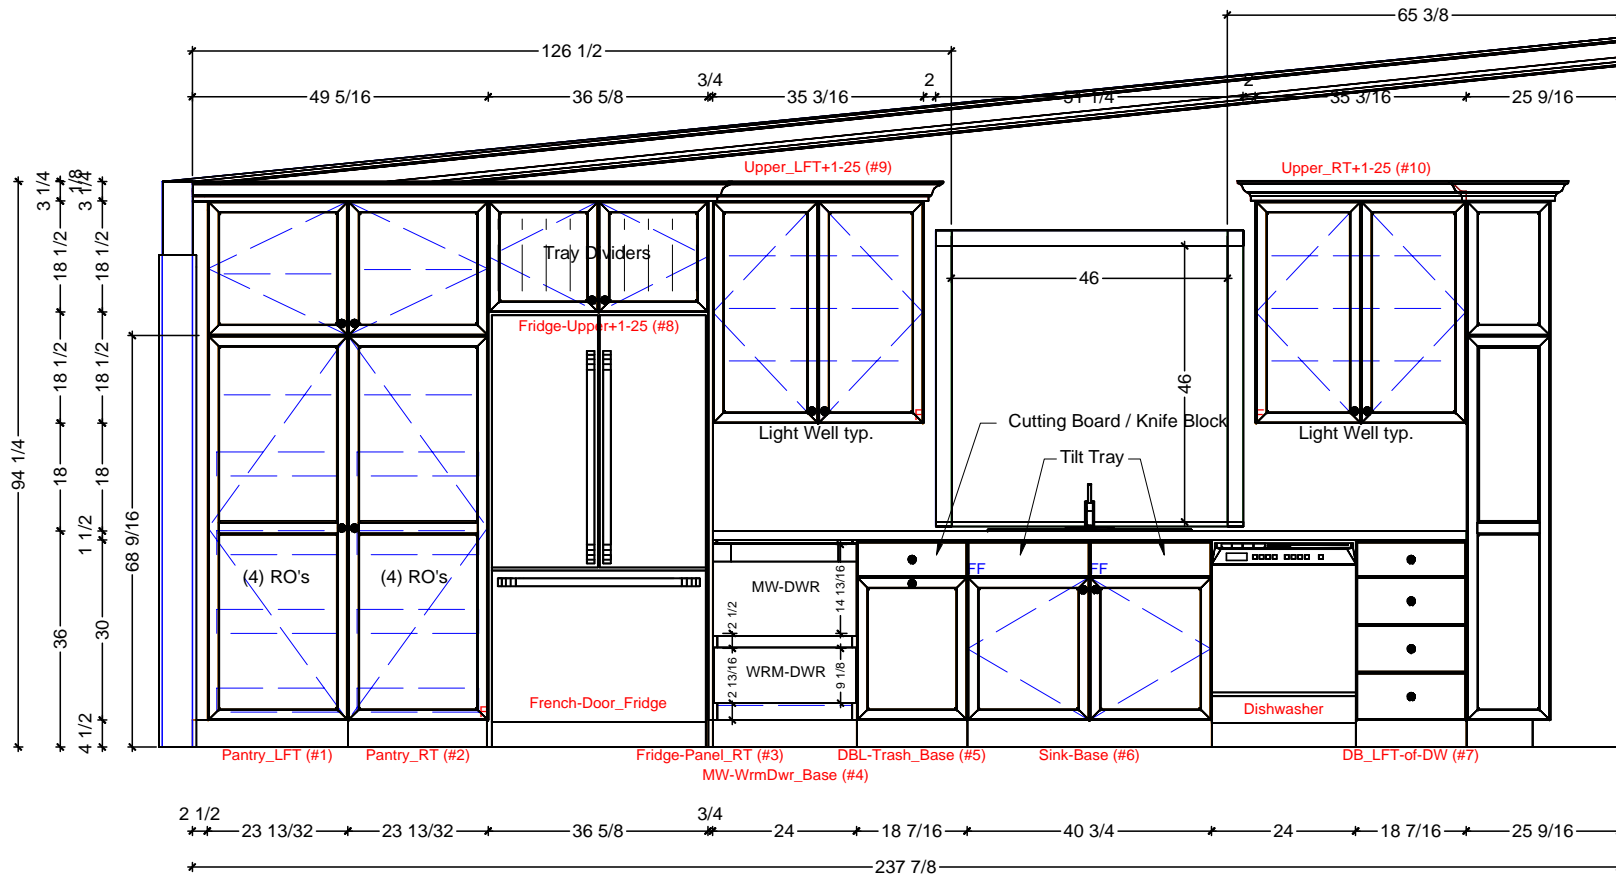 65 3/8
126 1/2
3/4
2
2
49 5/16
36 5/8
35 3/16
51 1/4
35 3/16
25 9/16
Upper_LFT+1-25 (#9)
Upper_RT+1-25 (#10)
3 1/4
1/8
3 1/4
18 1/2
18 1/2
Tray Dividers
46
Fridge-Upper+1-25 (#8)
18 1/2
18 1/2
46
Cutting Board / Knife Block
Light Well typ.
Light Well typ.
Tilt Tray
94 1/4
18
18
68 9/16
1 1/2
(4) RO's
(4) RO's
FF
FF
MW-DWR
14 13/16
2 1/2
36
30
WRM-DWR
2 13/16
9 1/8
French-Door_Fridge
Dishwasher
4 1/2
Pantry_LFT (#1)
Pantry_RT (#2)
Fridge-Panel_RT (#3)
DBL-Trash_Base (#5)
Sink-Base (#6)
DB_LFT-of-DW (#7)
MW-WrmDwr_Base (#4)
2 1/2
3/4
23 13/32
23 13/32
36 5/8
24
18 7/16
40 3/4
24
18 7/16
25 9/16
237 7/8